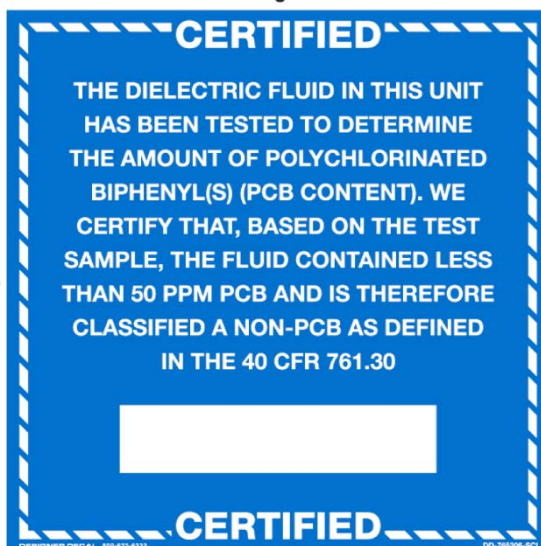 CERTIFIED
THE DIELECTRIC FLUID IN THIS UNIT
HAS BEEN TESTED TO DETERMINE
THE AMOUNT OF POLYCHLORINATED
BIPHENYL(S) (PCB CONTENT). WE
CERTIFY THAT, BASED ON THE TEST
SAMPLE, THE FLUID CONTAINED LESS
THAN 50 PPM PCB AND IS THEREFORE
CLASSIFIED A NON-PCB AS DEFINED
IN THE 40 CFR 761.30
CERTIFIED
DESIGNER DECAL